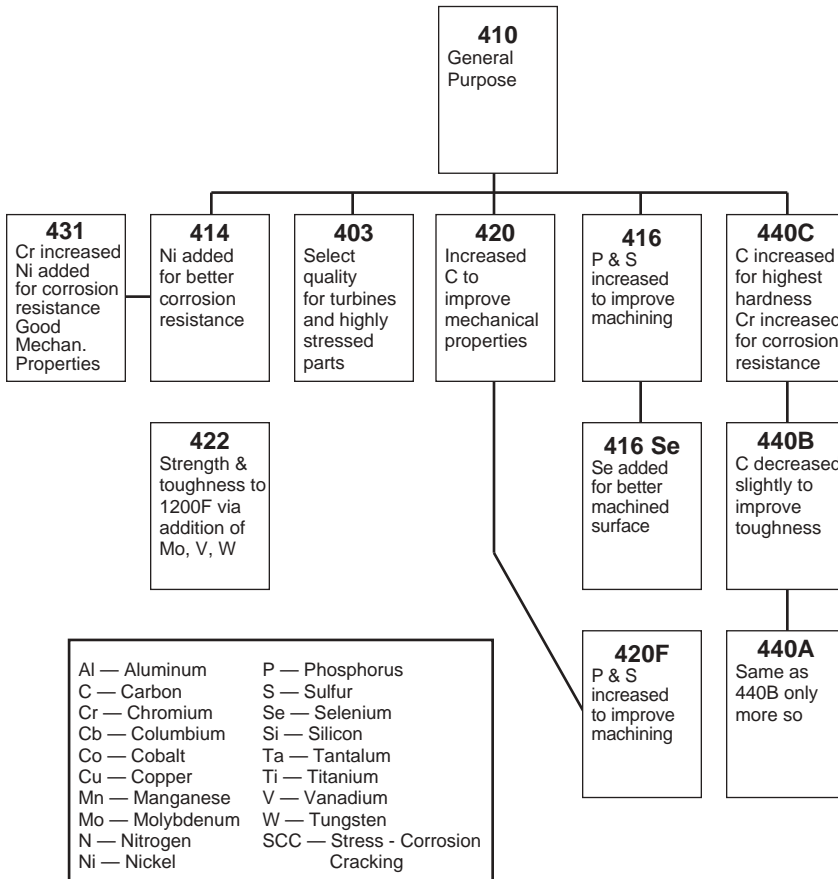 410
General
Purpose
431
Cr increased
Ni added
for corrosion
resistance
Good
Mechan.
Properties
414
Ni added
for better
corrosion
resistance
403
Select
quality
for turbines
and highly
stressed
parts
420
Increased
C to
improve
mechanical
properties
416
P & S
increased
to improve
machining
440C
C increased
for highest
hardness
Cr increased
for corrosion
resistance
422
Strength &
toughness to
1200F via
addition of
Mo, V, W
416 Se
Se added
for better
machined
surface
440B
C decreased
slightly to
improve
toughness
420F
P & S
increased
to improve
machining
440A
Same as
440B only
more so
Al — Aluminum
C — Carbon
Cr — Chromium
Cb — Columbium
Co — Cobalt
Cu — Copper
Mn — Manganese
Mo — Molybdenum
N — Nitrogen
Ni — Nickel
P — Phosphorus
S — Sulfur
Se — Selenium
Si — Silicon
Ta — Tantalum
Ti — Titanium
V — Vanadium
W — Tungsten
SCC — Stress - Corrosion
Cracking